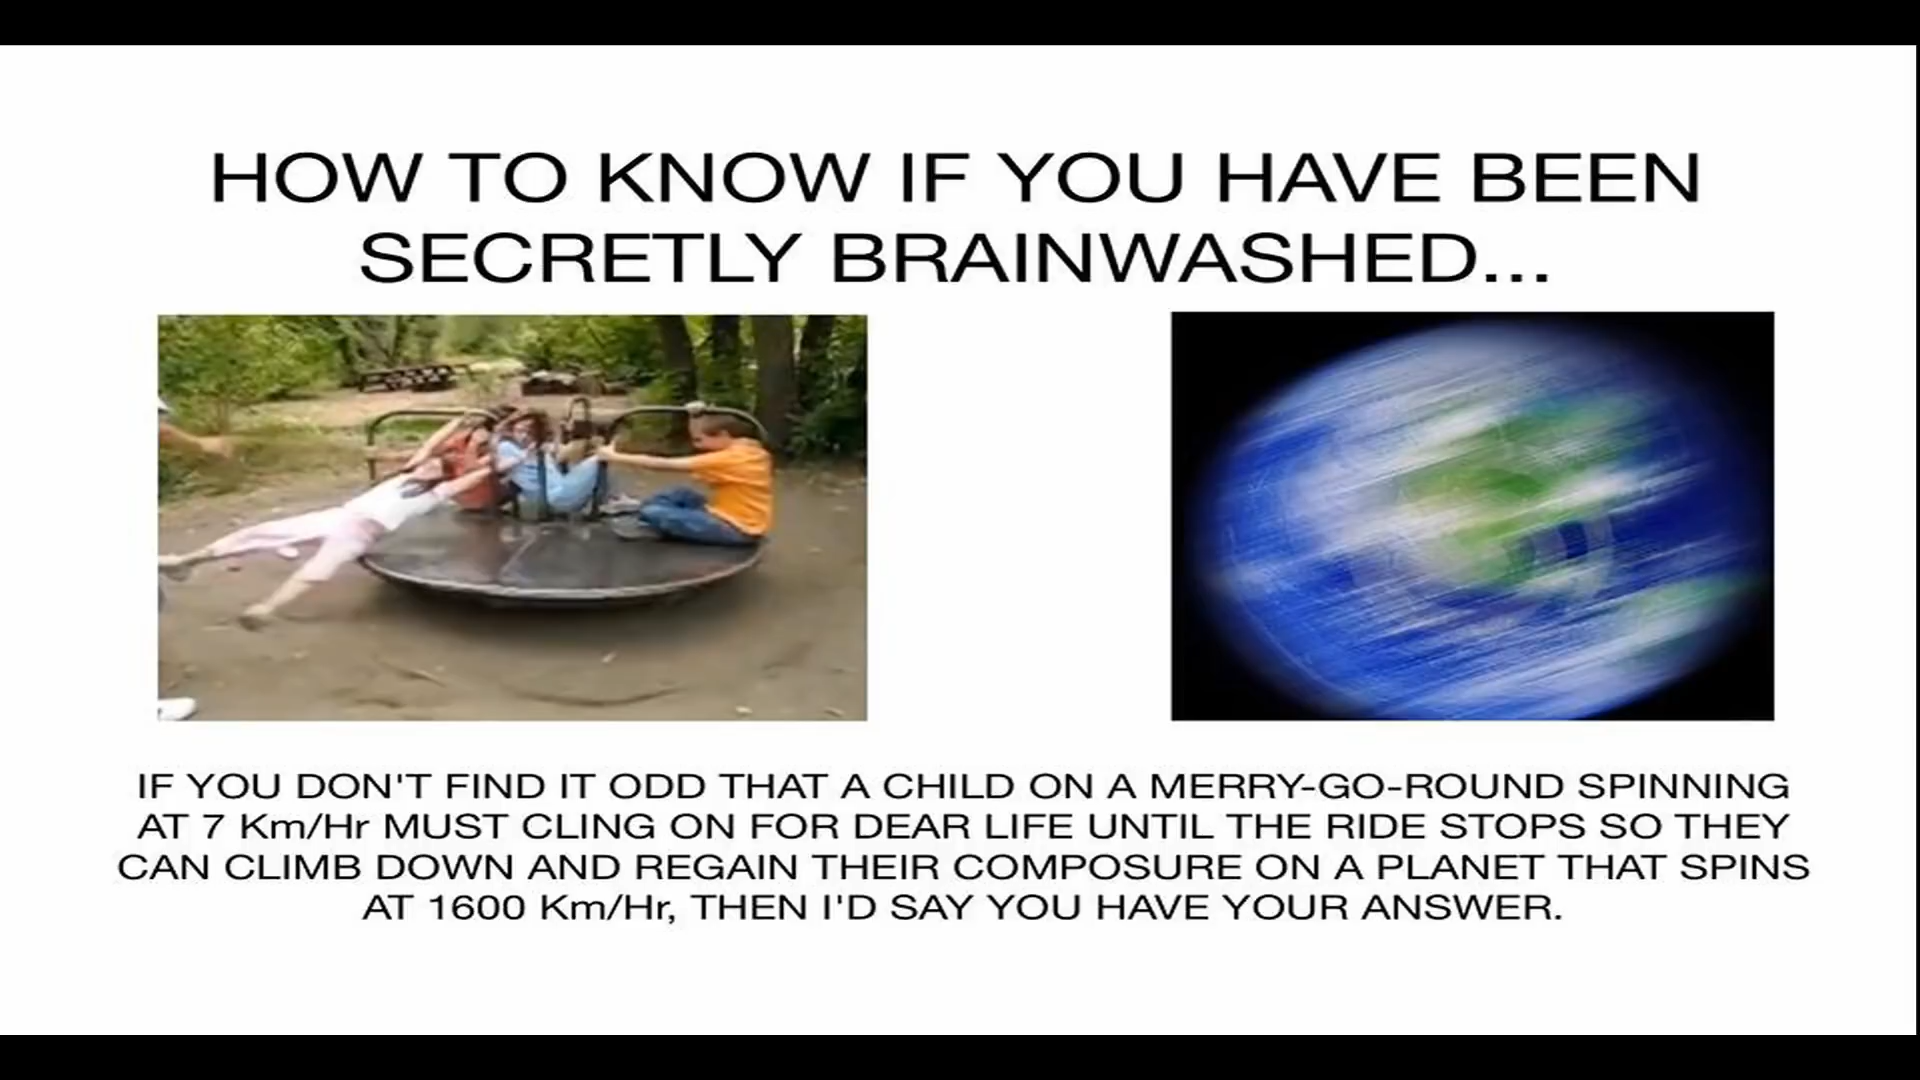 HOW TO KNOW IF YOU HAVE BEEN
SECRETLY BRAINWASHED...
IF YOU DON'T FIND IT ODD THAT A CHILD ON A MERRY-GO-ROUND SPINNING
AT 7 Km/Hr MUST CLING ON FOR DEAR LIFE UNTIL THE RIDE STOPS SO THEY
CAN CLIMB DOWN AND REGAIN THEIR COMPOSURE ON A PLANET THAT SPINS
AT 1600 Km/Hr, THEN I'D SAY YOU HAVE YOUR ANSWER.